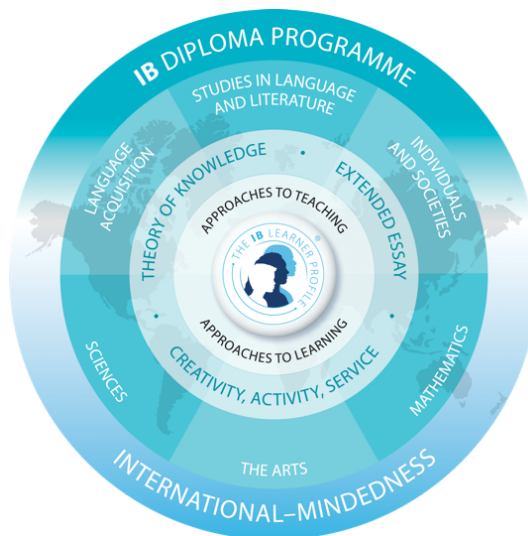 IB DIPLOMA PROGRAMME
STUDIES IN LANGUAGE
AND LITERATURE
LANGUAGE
ACQUISITION
INDIVIDUALS
AND SOCIETIES
THEORY OF KNOWLEDGE
•
EXTENDED ESSAY
APPROACHES TO TEACHING
THE IB LEARNER PROFILE
®
APPROACHES TO LEARNING
•
•
CREATIVITY, ACTIVITY, SERVICE
SCIENCES
MATHEMATICS
THE ARTS
INTERNATIONAL–MINDEDNESS